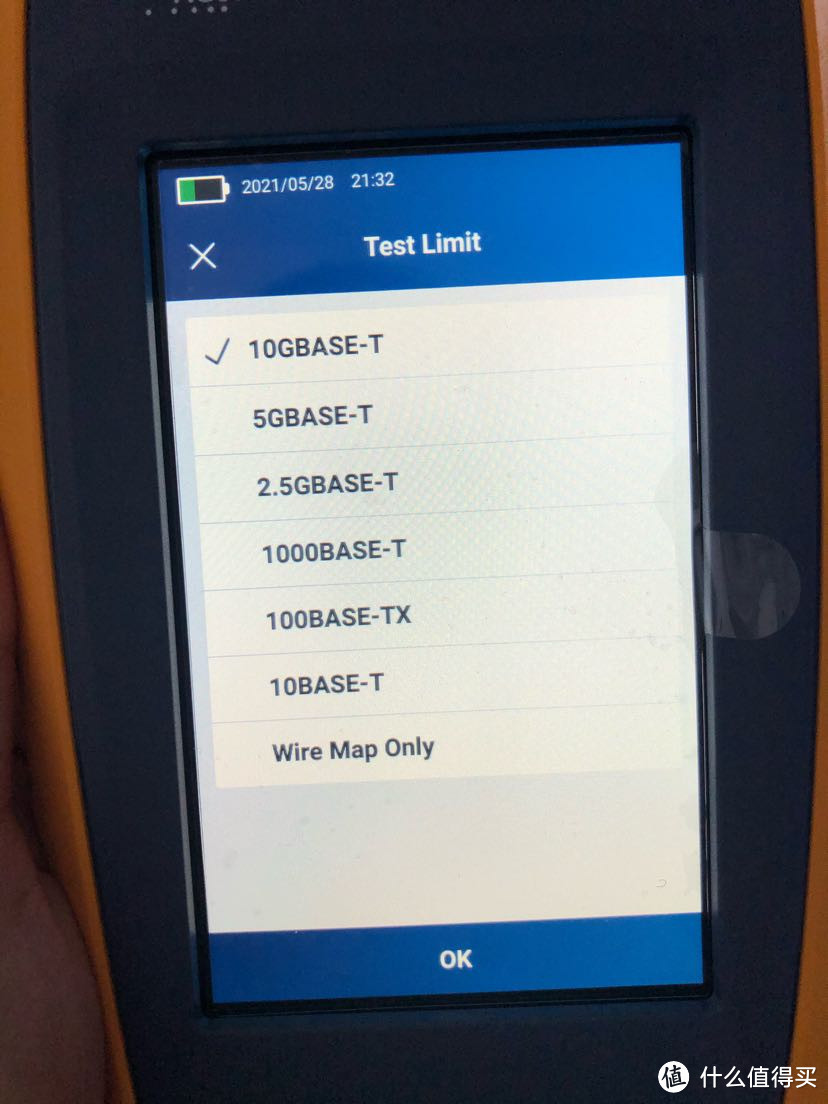 2021/05/28 21:32
Test Limit
10GBASE-T
5GBASE-T
2.5GBASE-T
1000BASE-T
100BASE-TX
10BASE-T
Wire Map Only
OK
值 什么值得买